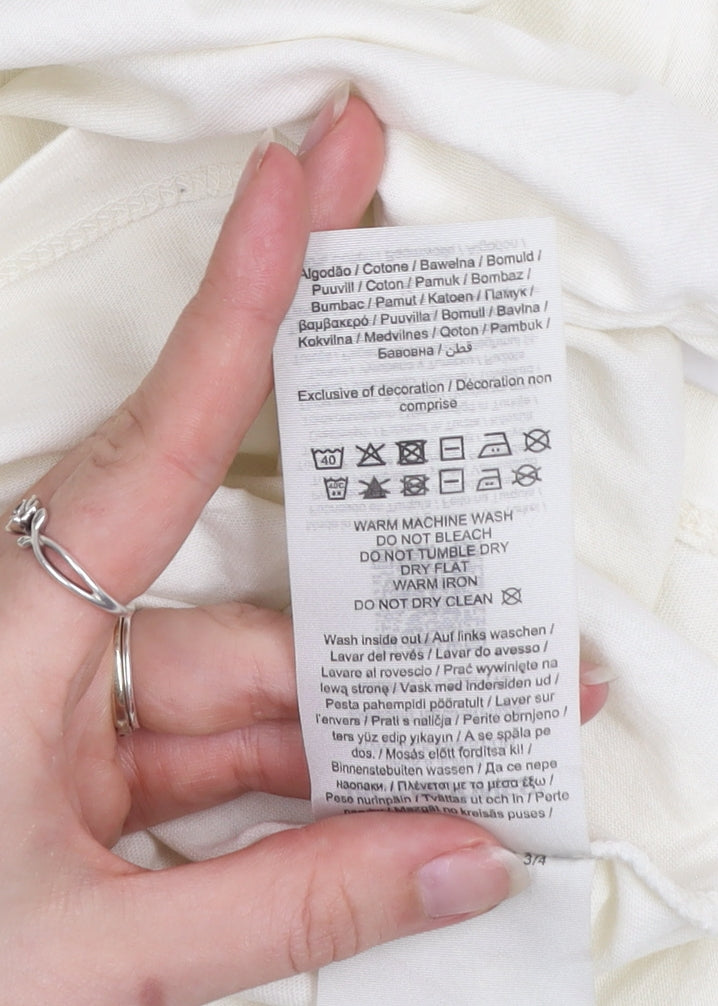 Algodão / Cotone / Bawełna / Bomuld /
Puuvill / Coton / Pamuk / Bombaz /
Bumbac / Pamut / Katoen / Памук /
βαμβακερό / Puuvilla / Bomull / Bavlna /
Kokvilna / Medvilnes / Qoton / Pambuk /
Бавовна / قطن
Exclusive of decoration / Décoration non
comprise
40
WARM MACHINE WASH
DO NOT BLEACH
DO NOT TUMBLE DRY
DRY FLAT
WARM IRON
DO NOT DRY CLEAN
Wash inside out / Auf links waschen /
Lavar del revés / Lavar do avesso /
Lavare al rovescio / Prać wywinięte na
lewą stronę / Vask med indersiden ud /
Pesta pahempidi pööratult / Laver sur
l'envers / Prati s naličja / Perite obrnjeno /
ters yüz edip yıkayın / A se spăla pe
dos. / Mosás előtt fordítsa ki! /
Binnenstebuiten wassen / Да се пере
наопаки. / Πλένεται με το μέσα έξω /
Pese nurinpäin / Tvättas ut och in / Perte
kreisās puses /
3/4